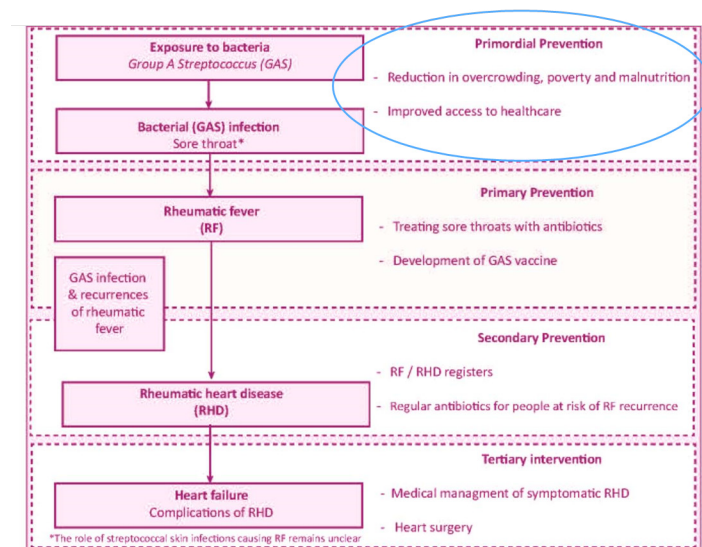 Exposure to bacteria
Group A Streptococcus (GAS)
Primordial Prevention
- Reduction in overcrowding, poverty and malnutrition
- Improved access to healthcare
Bacterial (GAS) infection
Sore throat*
Primary Prevention
Rheumatic fever
(RF)
- Treating sore throats with antibiotics
- Development of GAS vaccine
GAS infection
& recurrences
of rheumatic
fever
Secondary Prevention
- RF / RHD registers
Rheumatic heart disease
(RHD)
- Regular antibiotics for people at risk of RF recurrence
Tertiary intervention
Heart failure
Complications of RHD
- Medical managment of symptomatic RHD
- Heart surgery
*The role of streptococcal skin infections causing RF remains unclear